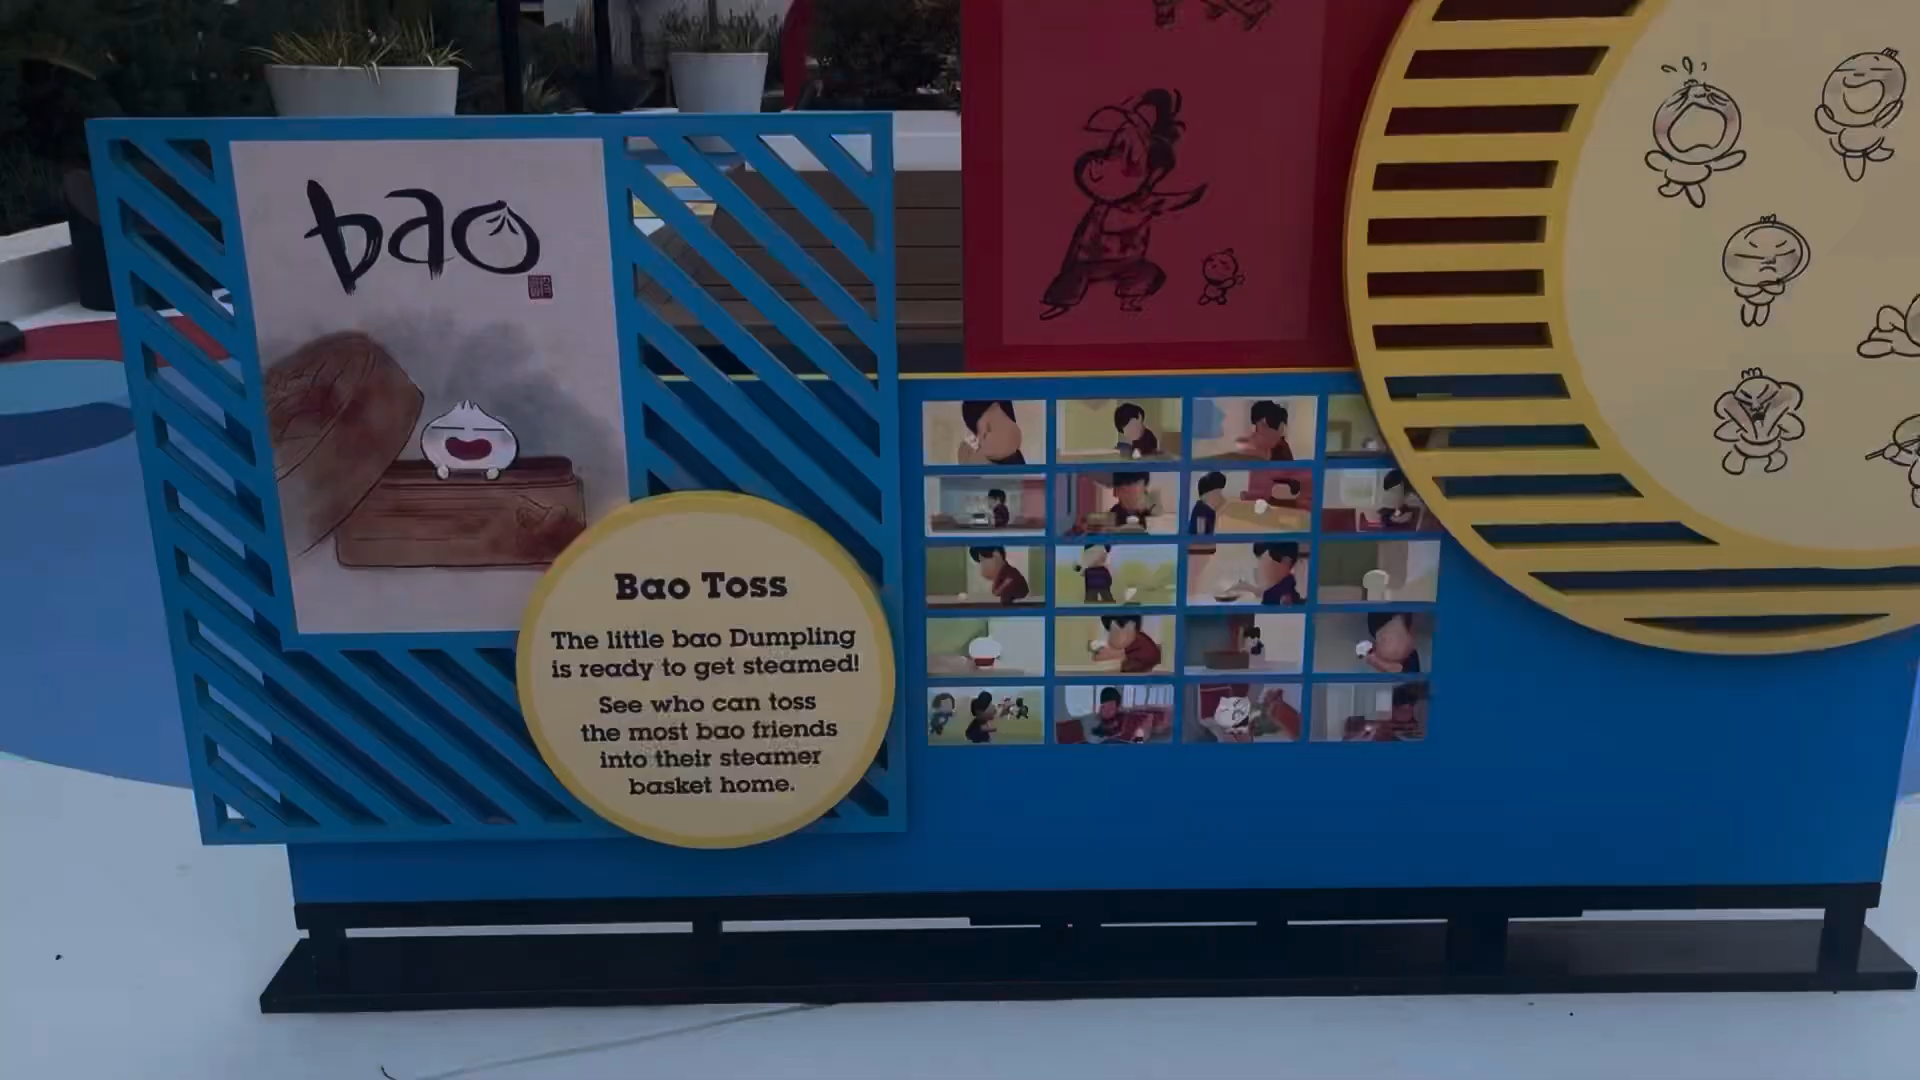 bao
Bao Toss
The little bao Dumpling
is ready to get steamed!
See who can toss
the most bao friends
into their steamer
basket home.